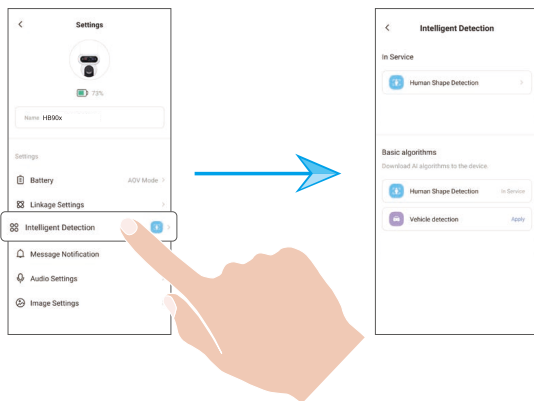 Settings
73%
Name HB90x
Settings
Battery AOV Mode
Linkage Settings
Intelligent Detection
Message Notification
Audio Settings
Image Settings
Intelligent Detection
In Service
Human Shape Detection
Basic algorithms
Download AI algorithms to the device.
Human Shape Detection In Service
Vehicle detection Apply